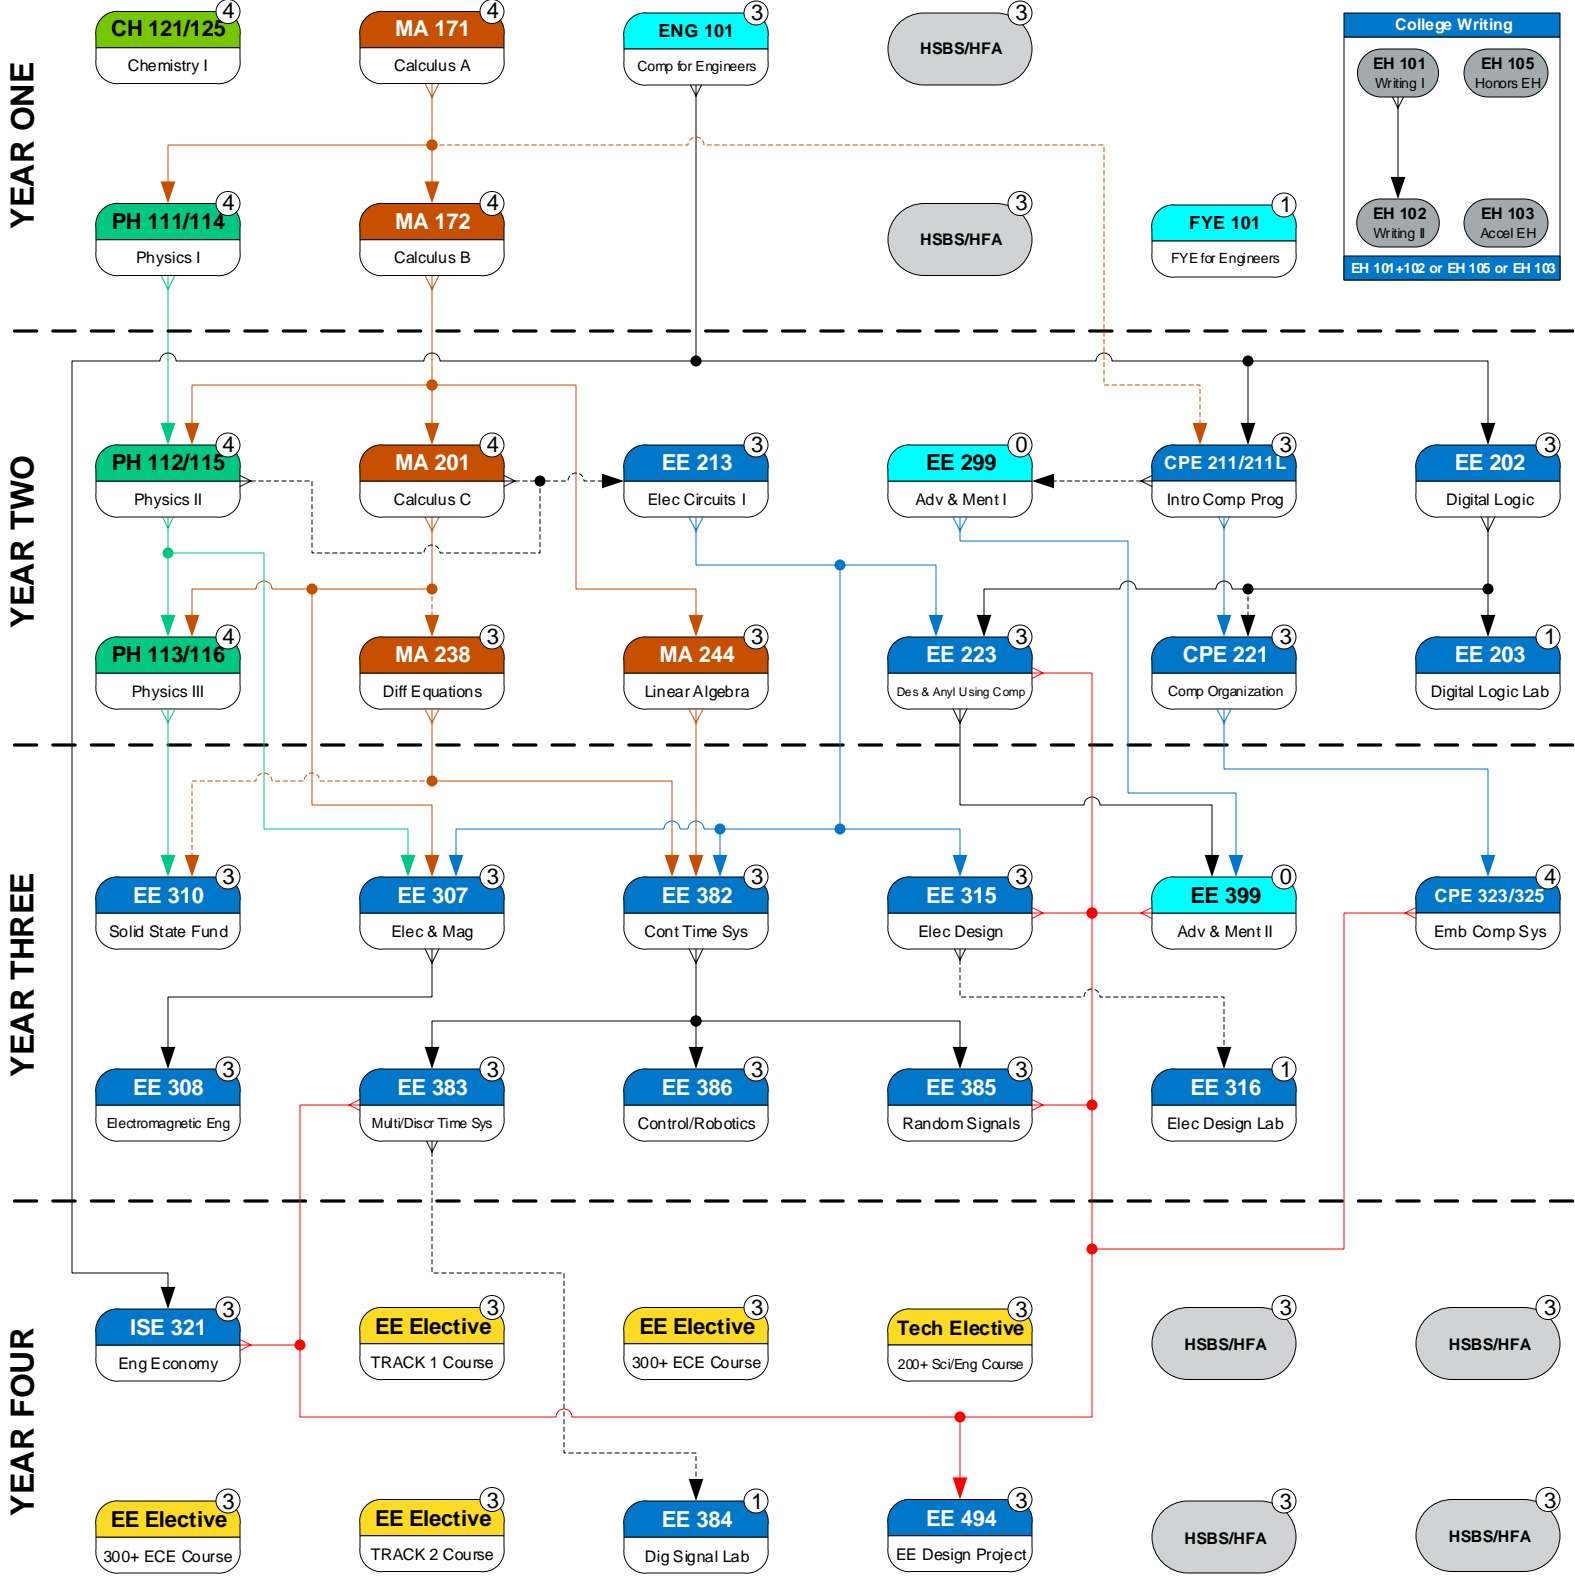 YEAR ONE
4
CH 121/125
Chemistry I
4
MA 171
Calculus A
3
ENG 101
Comp for Engineers
3
HSBS/HFA
College Writing
EH 101
Writing I
EH 105
Honors EH
EH 102
Writing II
EH 103
Accel EH
EH 101+102 or EH 105 or EH 103
4
PH 111/114
Physics I
4
MA 172
Calculus B
3
HSBS/HFA
1
FYE 101
FYE for Engineers
YEAR TWO
4
PH 112/115
Physics II
4
MA 201
Calculus C
3
EE 213
Elec Circuits I
0
EE 299
Adv & Ment I
3
CPE 211/211L
Intro Comp Prog
3
EE 202
Digital Logic
4
PH 113/116
Physics III
3
MA 238
Diff Equations
3
MA 244
Linear Algebra
3
EE 223
Des & Anyl Using Comp
3
CPE 221
Comp Organization
1
EE 203
Digital Logic Lab
YEAR THREE
3
EE 310
Solid State Fund
3
EE 307
Elec & Mag
3
EE 382
Cont Time Sys
3
EE 315
Elec Design
0
EE 399
Adv & Ment II
4
CPE 323/325
Emb Comp Sys
3
EE 308
Electromagnetic Eng
3
EE 383
Multi/Discr Time Sys
3
EE 386
Control/Robotics
3
EE 385
Random Signals
1
EE 316
Elec Design Lab
YEAR FOUR
3
ISE 321
Eng Economy
3
EE Elective
TRACK 1 Course
3
EE Elective
300+ ECE Course
3
Tech Elective
200+ Sci/Eng Course
3
HSBS/HFA
3
HSBS/HFA
3
EE Elective
300+ ECE Course
3
EE Elective
TRACK 2 Course
1
EE 384
Dig Signal Lab
3
EE 494
EE Design Project
3
HSBS/HFA
3
HSBS/HFA